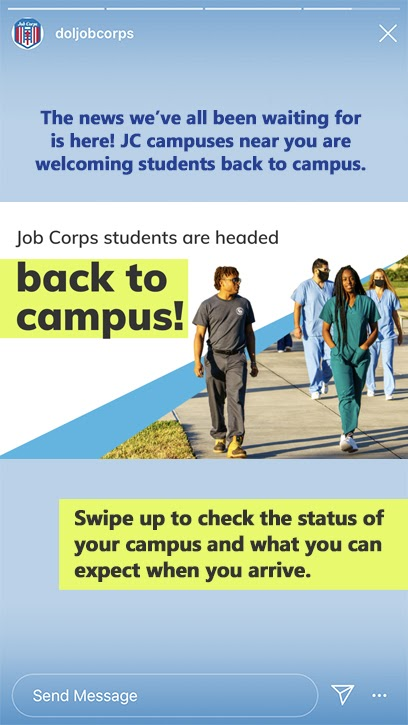 Job Corps
doljobcorps
The news we've all been waiting for
is here! JC campuses near you are
welcoming students back to campus.
Job Corps students are headed
back to
campus!
Swipe up to check the status of
your campus and what you can
expect when you arrive.
Send Message